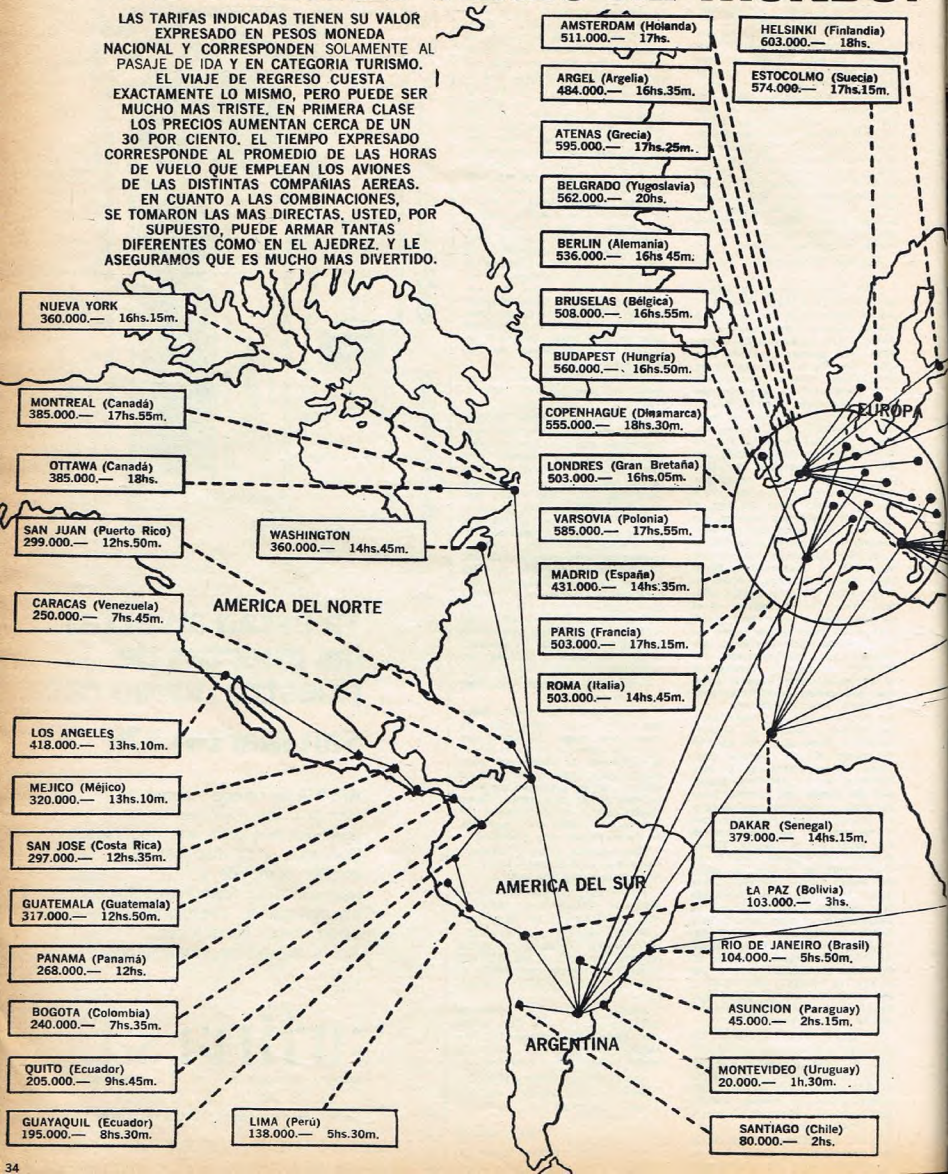 LAS TARIFAS INDICADAS TIENEN SU VALOR
EXPRESADO EN PESOS MONEDA
NACIONAL Y CORRESPONDEN SOLAMENTE AL
PASAJE DE IDA Y EN CATEGORIA TURISMO.
EL VIAJE DE REGRESO CUESTA
EXACTAMENTE LO MISMO, PERO PUEDE SER
MUCHO MAS TRISTE. EN PRIMERA CLASE
LOS PRECIOS AUMENTAN CERCA DE UN
30 POR CIENTO. EL TIEMPO EXPRESADO
CORRESPONDE AL PROMEDIO DE LAS HORAS
DE VUELO QUE EMPLEAN LOS AVIONES
DE LAS DISTINTAS COMPAÑIAS AEREAS.
EN CUANTO A LAS COMBINACIONES,
SE TOMARON LAS MAS DIRECTAS. USTED, POR
SUPUESTO, PUEDE ARMAR TANTAS
DIFERENTES COMO EN EL AJEDREZ. Y LE
ASEGURAMOS QUE ES MUCHO MAS DIVERTIDO.
NUEVA YORK
360.000.— 16hs.15m.
MONTREAL (Canadá)
385.000.— 17hs.55m.
OTTAWA (Canadá)
385.000.— 18hs.
SAN JUAN (Puerto Rico)
299.000.— 12hs.50m.
WASHINGTON
360.000.— 14hs.45m.
CARACAS (Venezuela)
250.000.— 7hs.45m.
AMERICA DEL NORTE
LOS ANGELES
418.000.— 13hs.10m.
MEJICO (Méjico)
320.000.— 13hs.10m.
SAN JOSE (Costa Rica)
297.000.— 12hs.35m.
GUATEMALA (Guatemala)
317.000.— 12hs.50m.
PANAMA (Panamá)
268.000.— 12hs.
BOGOTA (Colombia)
240.000.— 7hs.35m.
QUITO (Ecuador)
205.000.— 9hs.45m.
GUAYAQUIL (Ecuador)
195.000.— 8hs.30m.
LIMA (Perú)
138.000.— 5hs.30m.
AMSTERDAM (Holanda)
511.000.— 17hs.
HELSINKI (Finlandia)
603.000.— 18hs.
ARGEL (Argelia)
484.000.— 16hs.35m.
ESTOCOLMO (Suecia)
574.000.— 17hs.15m.
ATENAS (Grecia)
595.000.— 17hs.25m.
BELGRADO (Yugoslavia)
562.000.— 20hs.
BERLIN (Alemania)
536.000.— 16hs 45m.
BRUSELAS (Bélgica)
508.000.— 16hs.55m.
BUDAPEST (Hungría)
560.000.— 16hs.50m.
COPENHAGUE (Dinamarca)
555.000.— 18hs.30m.
EUROPA
LONDRES (Gran Bretaña)
503.000.— 16hs.05m.
VARSOVIA (Polonia)
585.000.— 17hs.55m.
MADRID (España)
431.000.— 14hs.35m.
PARIS (Francia)
503.000.— 17hs.15m.
ROMA (Italia)
503.000.— 14hs.45m.
DAKAR (Senegal)
379.000.— 14hs.15m.
AMERICA DEL SUR
LA PAZ (Bolivia)
103.000.— 3hs.
RIO DE JANEIRO (Brasil)
104.000.— 5hs.50m.
ASUNCION (Paraguay)
45.000.— 2hs.15m.
ARGENTINA
MONTEVIDEO (Uruguay)
20.000.— 1h.30m.
SANTIAGO (Chile)
80.000.— 2hs.
34